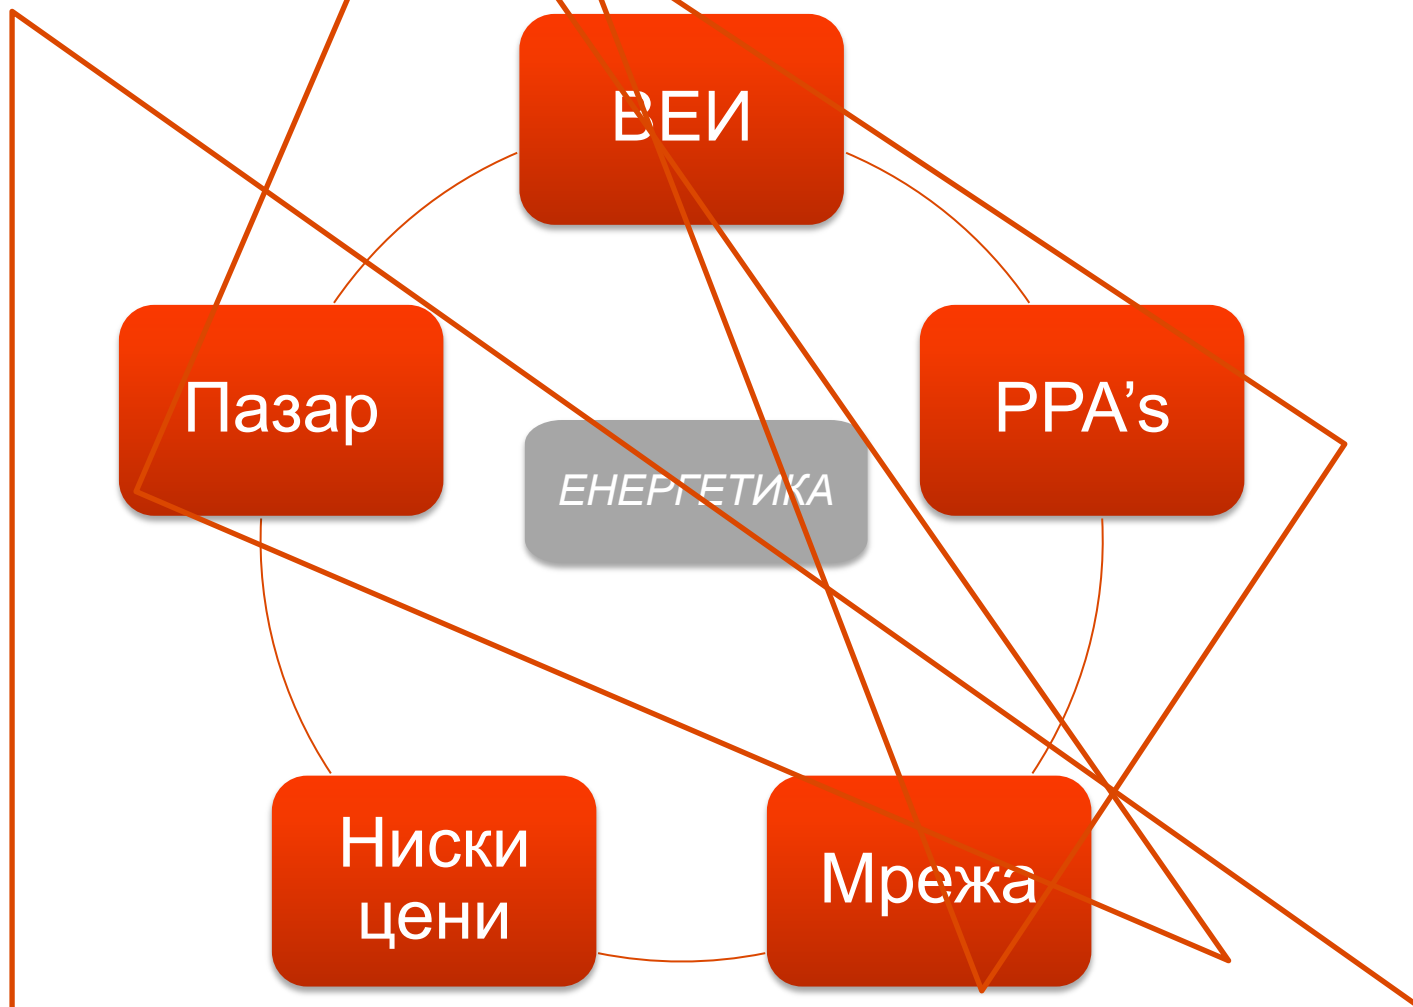 ВЕИ
Пазар
PPA’s
ЕНЕРГЕТИКА
Ниски
цени
Мрежа